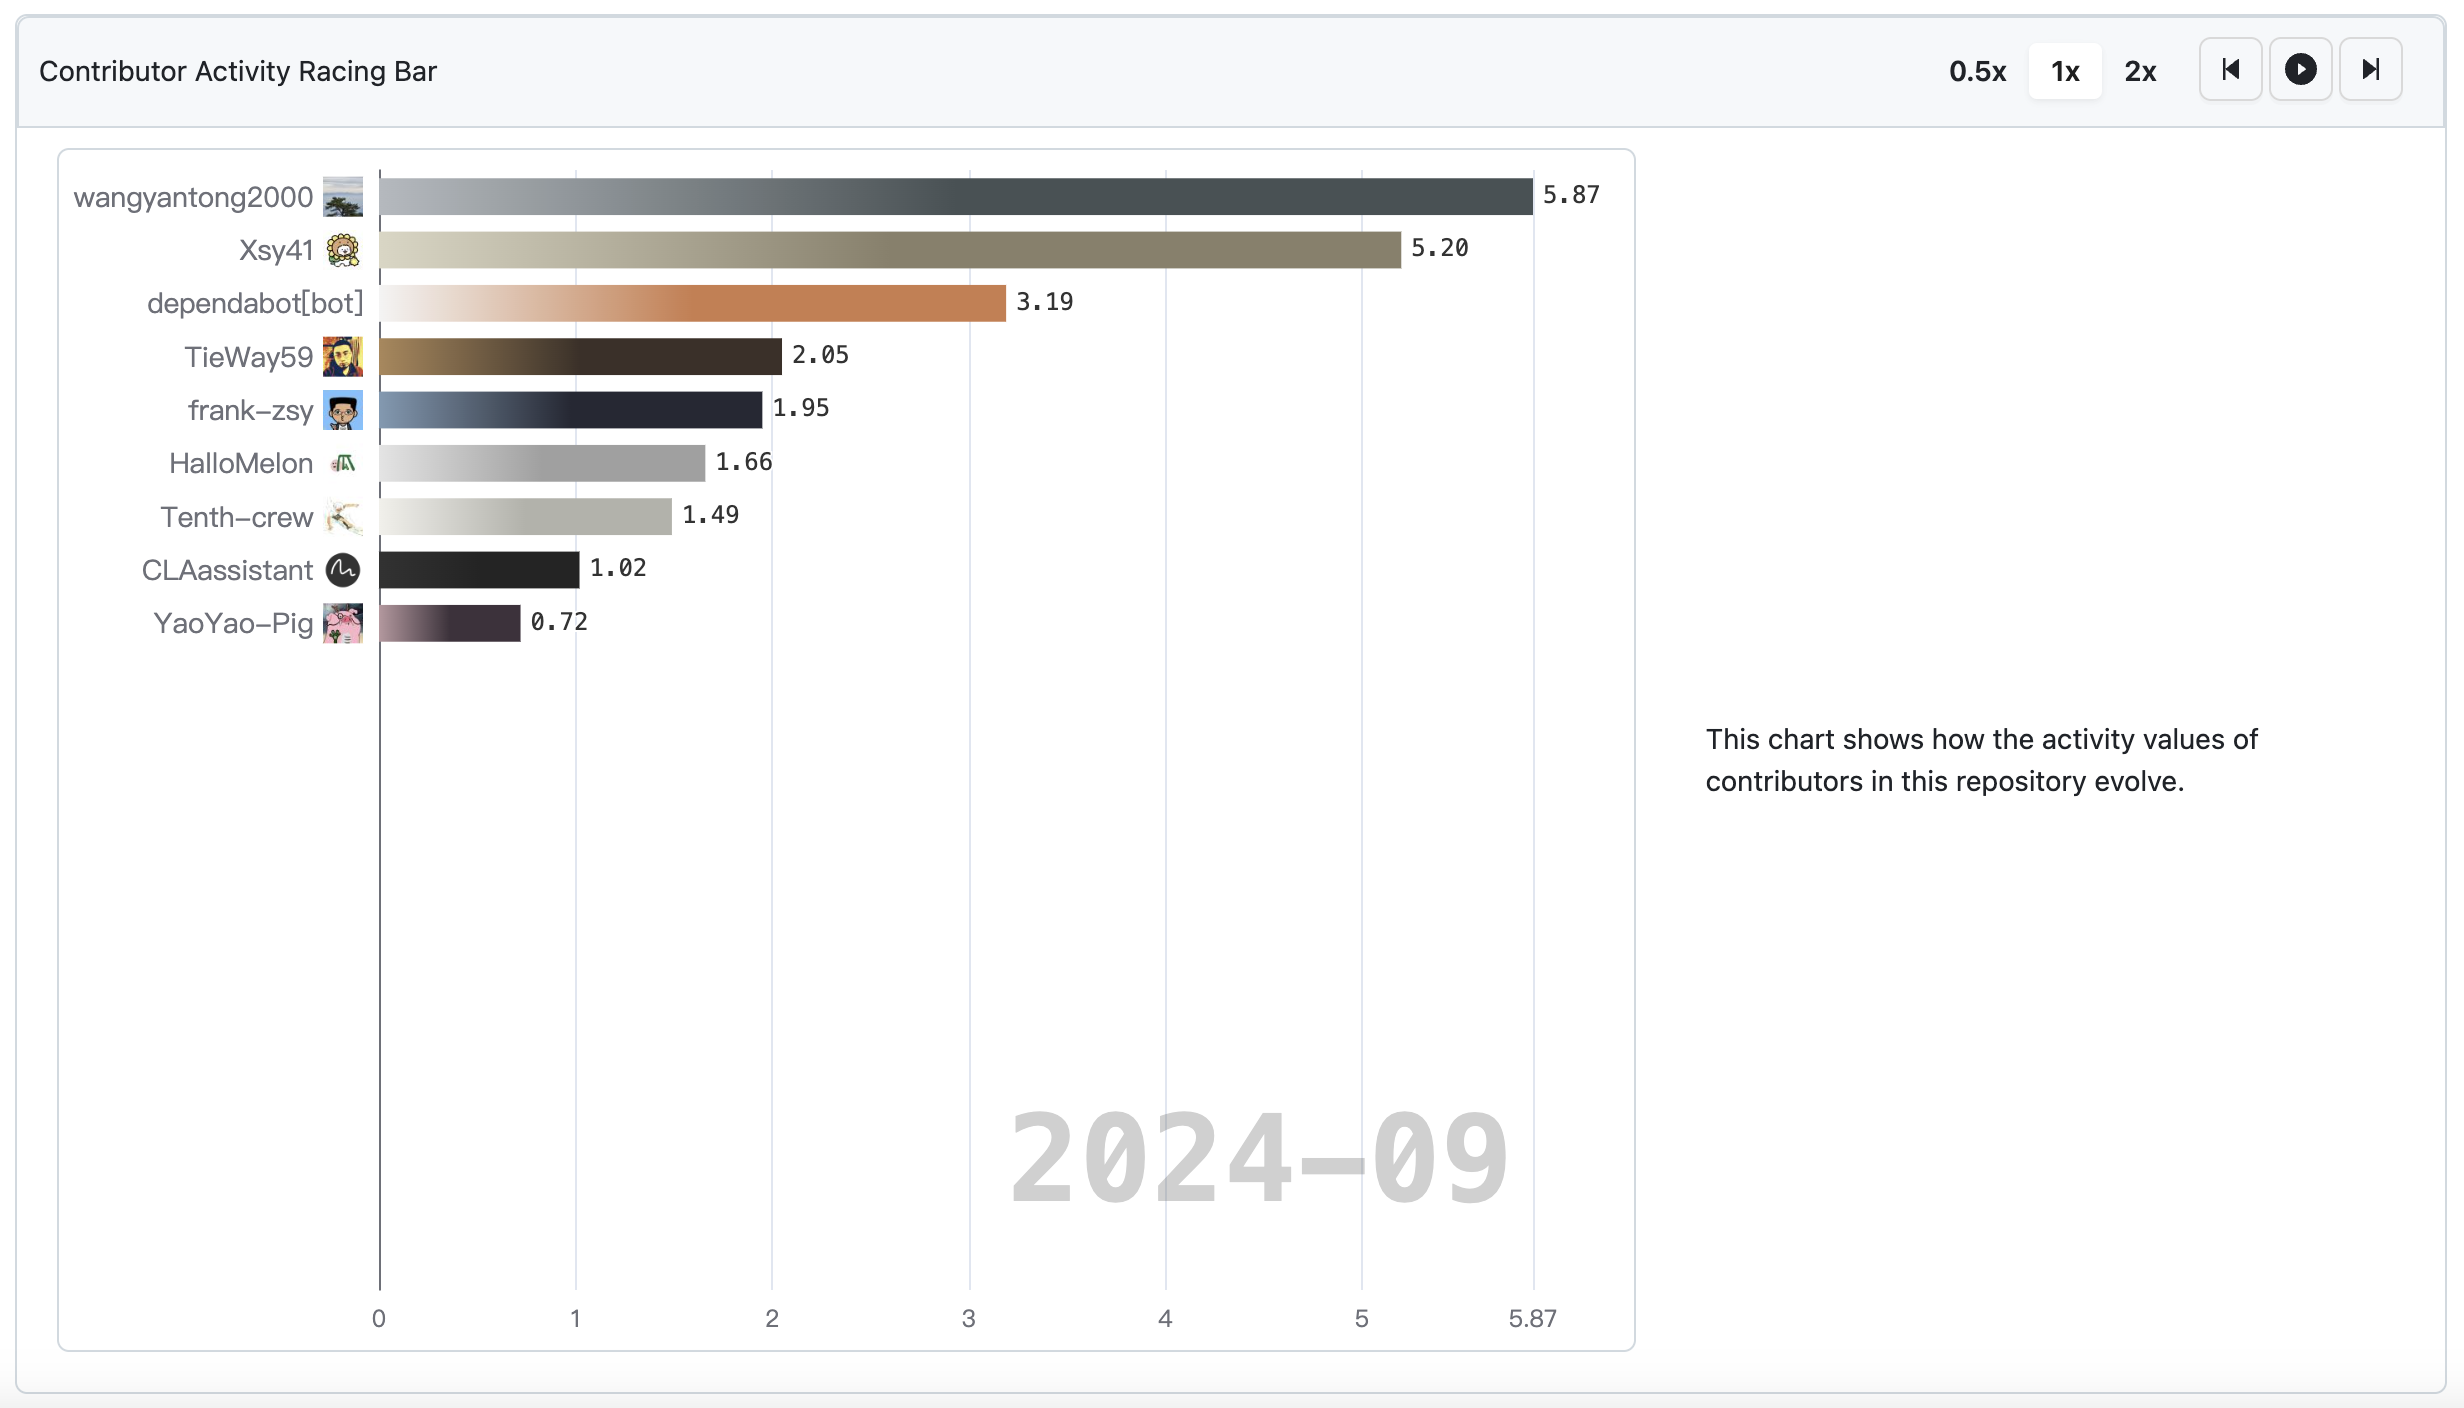 Contributor Activity Racing Bar
0.5x 1x 2x
wangyantong2000 5.87
Xsy41 5.20
dependabot[bot] 3.19
TieWay59 2.05
frank-zsy 1.95
HalloMelon 1.66
Tenth-crew 1.49
CLAassistant 1.02
YaoYao-Pig 0.72
2024-09
0 1 2 3 4 5 5.87
This chart shows how the activity values of
contributors in this repository evolve.